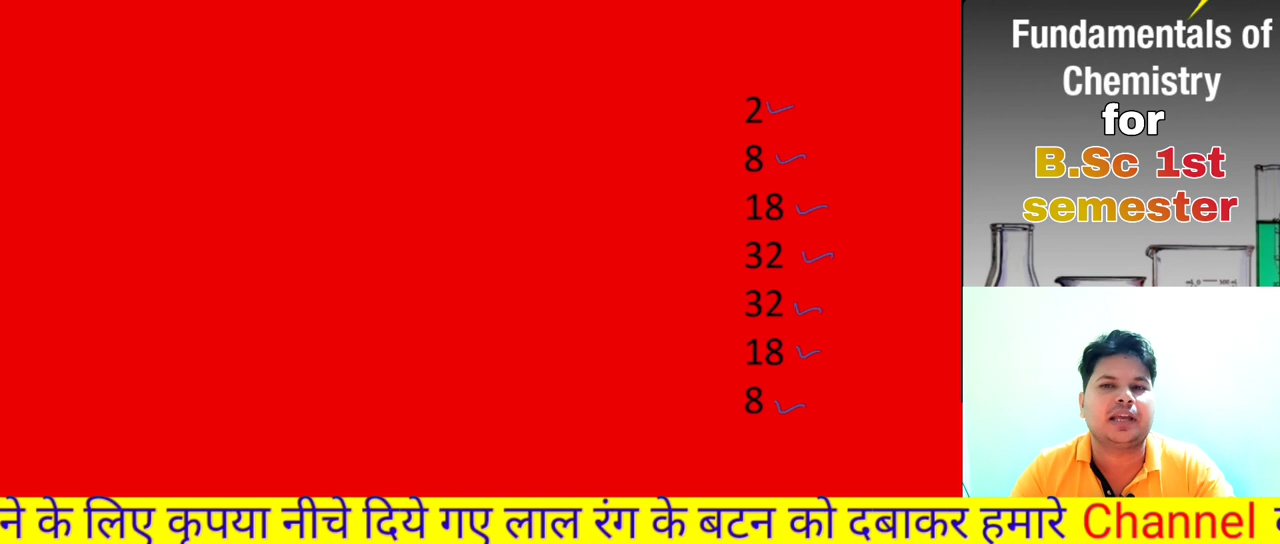 Fundamentals of
Chemistry
for
B.Sc 1st
semester
2
8
18
32
32
18
8
ने के लिए कृपया नीचे दिये गए लाल रंग के बटन को दबाकर हमारे Channel